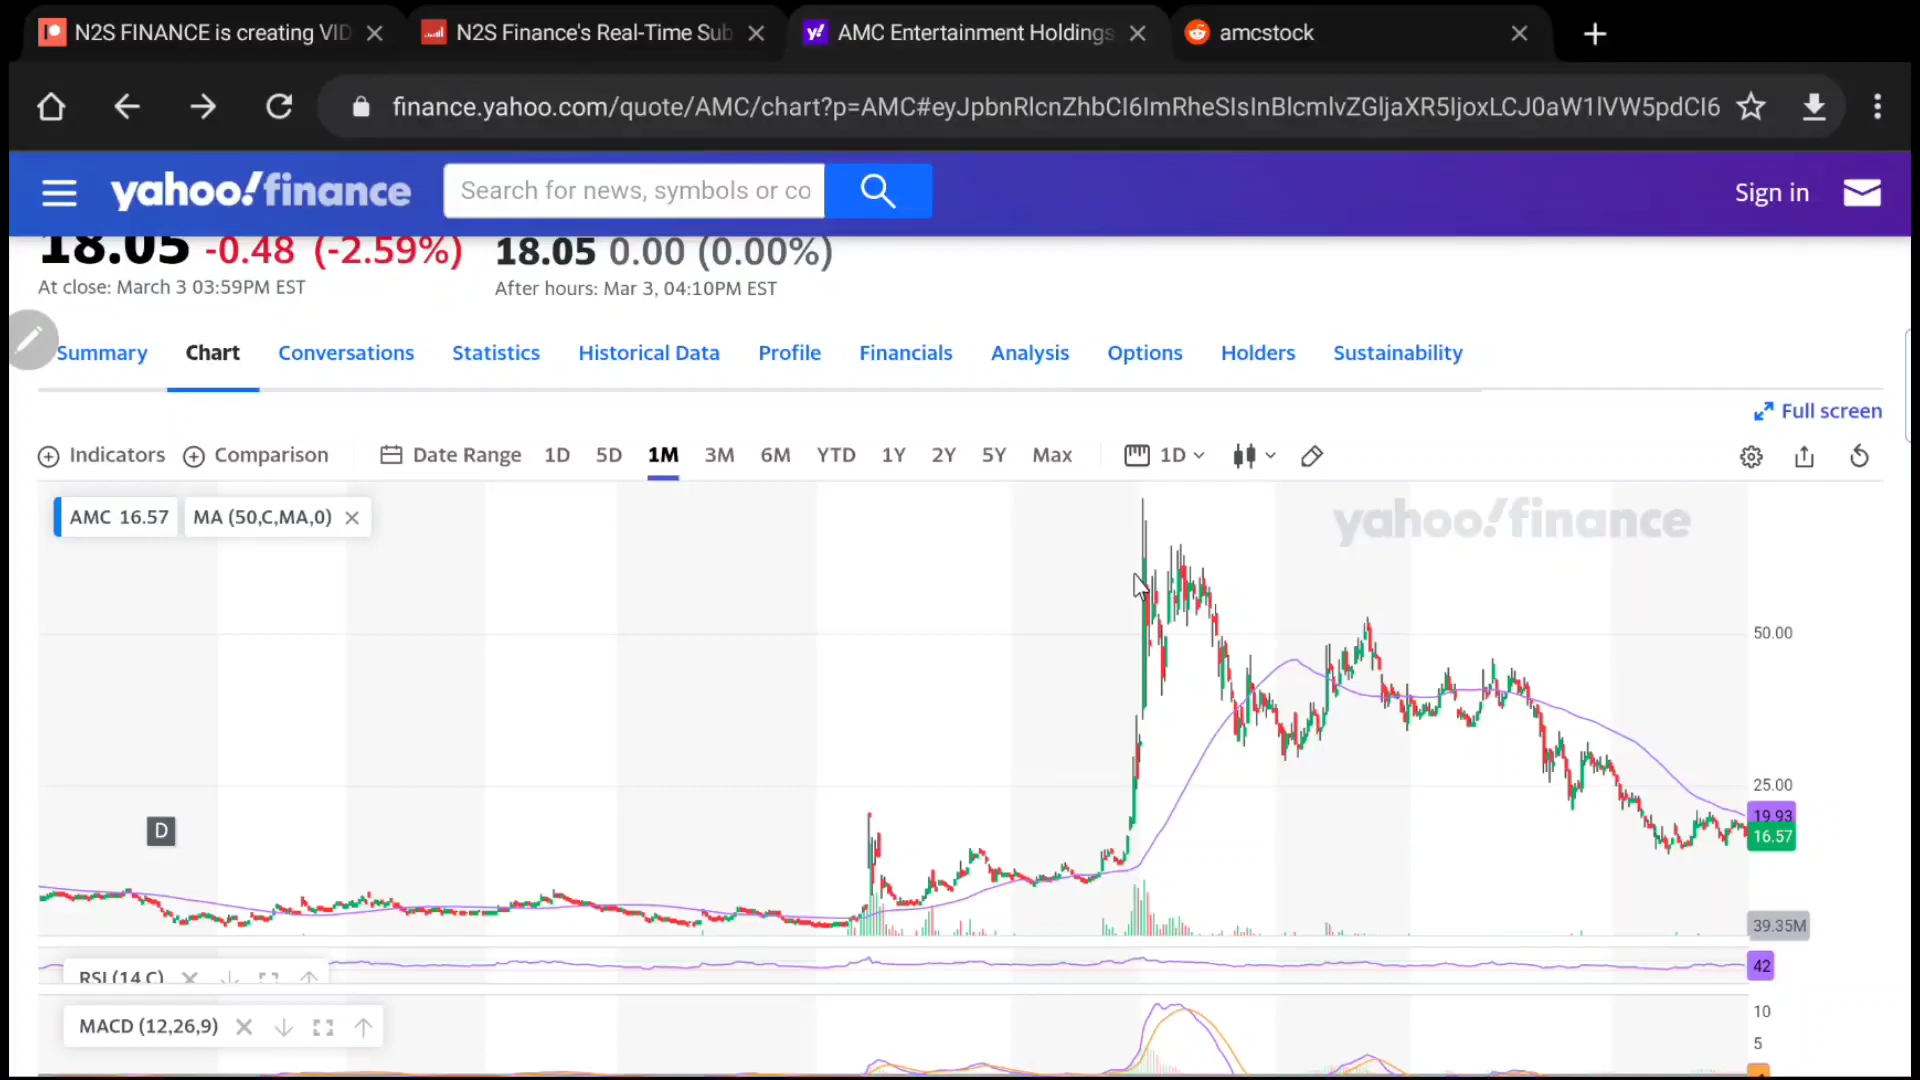 N2S FINANCE is creating VID
N2S Finance's Real-Time Sub
y! AMC Entertainment Holdings
amcstock
finance.yahoo.com/quote/AMC/chart?p=AMC#eyJpbnRlcnZhbCI6ImRheSIsInBlcmlvZGljaXR5IjoxLCJ0aW1lVW5pdCI6
yahoo!finance
Search for news, symbols or co
Sign in
18.05 -0.48 (-2.59%) 18.05 0.00 (0.00%)
At close: March 3 03:59PM EST
After hours: Mar 3, 04:10PM EST
Summary Chart Conversations Statistics Historical Data Profile Financials Analysis Options Holders Sustainability
Full screen
Indicators Comparison Date Range 1D 5D 1M 3M 6M YTD 1Y 2Y 5Y Max 1D
AMC 16.57 MA (50,C,MA,0)
yahoo!finance
50.00
25.00
19.93
16.57
D
39.35M
RSI (14,C)
42
MACD (12,26,9)
10
5